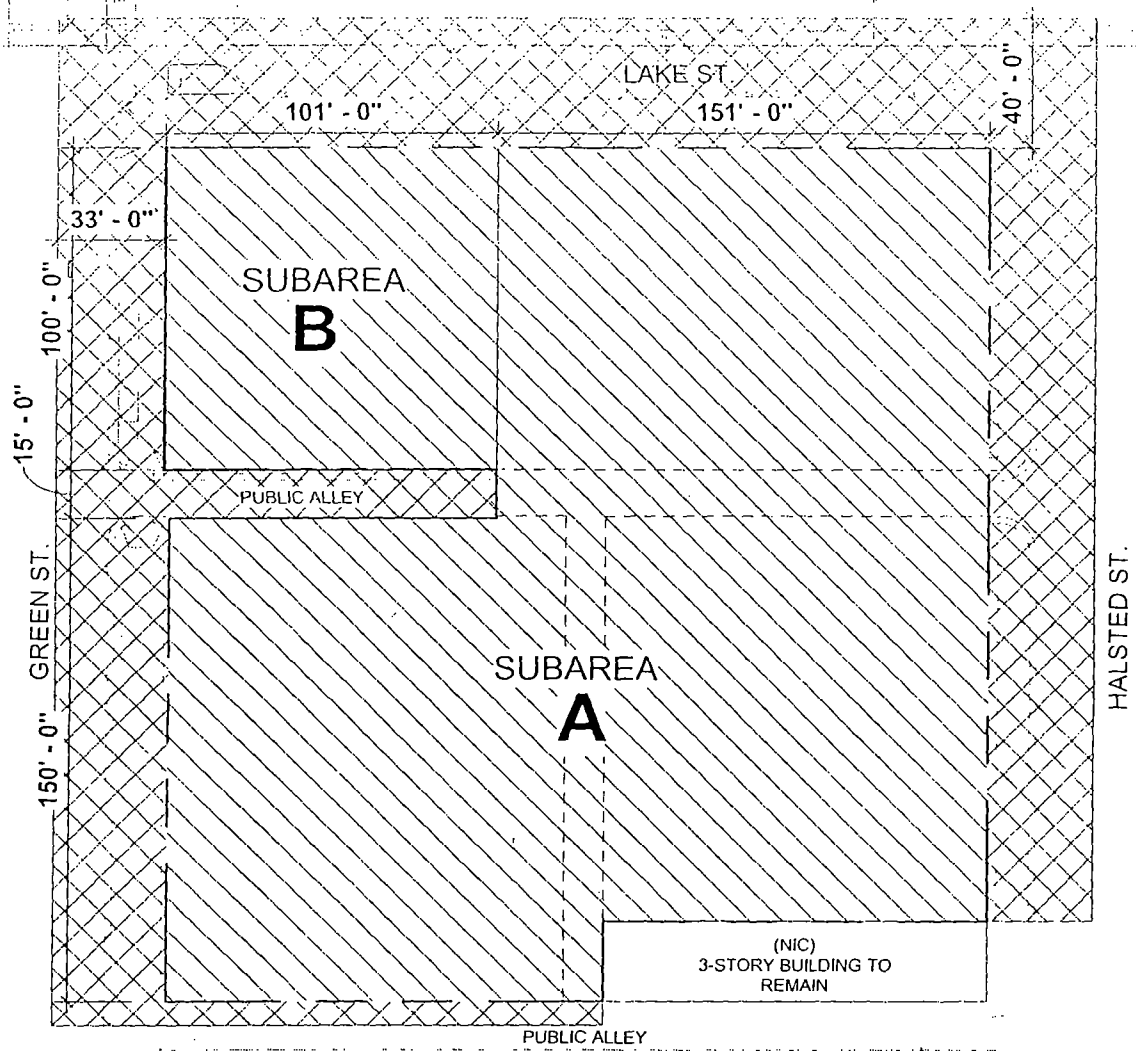 LAKE ST.
101' - 0"
151' - 0"
40' - 0"
33' - 0"
100' - 0"
15' - 0"
SUBAREA
B
PUBLIC ALLEY
GREEN ST.
HALSTED ST.
150' - 0"
SUBAREA
A
(NIC)
3-STORY BUILDING TO
REMAIN
PUBLIC ALLEY